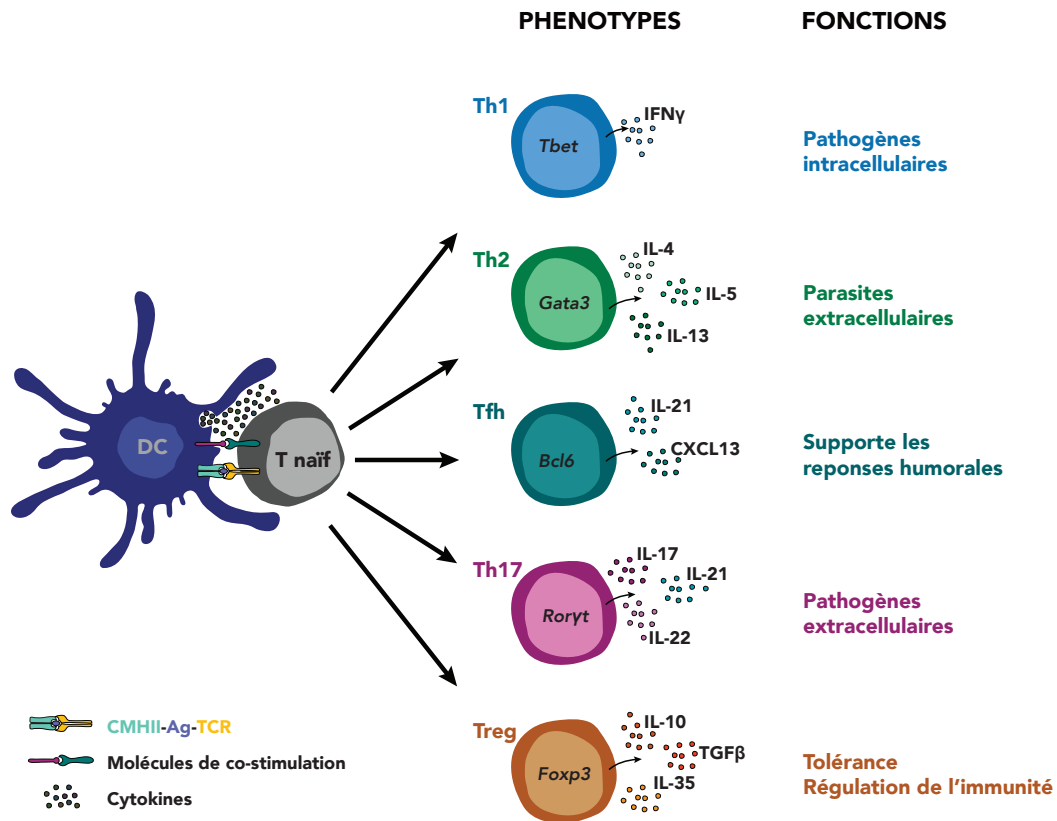 PHENOTYPES
FONCTIONS
Th1
IFNγ
Tbet
Pathogènes
intracellulaires
Th2
IL-4
IL-5
Gata3
IL-13
Parasites
extracellulaires
DC
T naïf
Tfh
IL-21
CXCL13
Bcl6
Supporte les
reponses humorales
Th17
IL-17
IL-21
Rorγt
IL-22
Pathogènes
extracellulaires
Treg
IL-10
TGFβ
Foxp3
IL-35
Tolérance
Régulation de l’immunité
CMHII-Ag-TCR
Molécules de co-stimulation
Cytokines